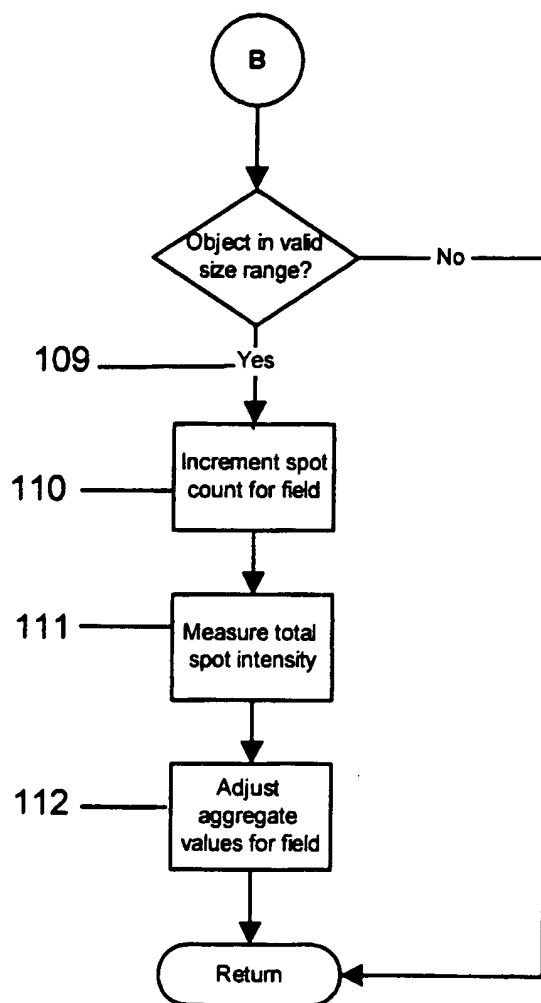 B
Object in valid
size range?
No
109
Yes
110
Increment spot
count for field
111
Measure total
spot intensity
112
Adjust
aggregate
values for field
Return